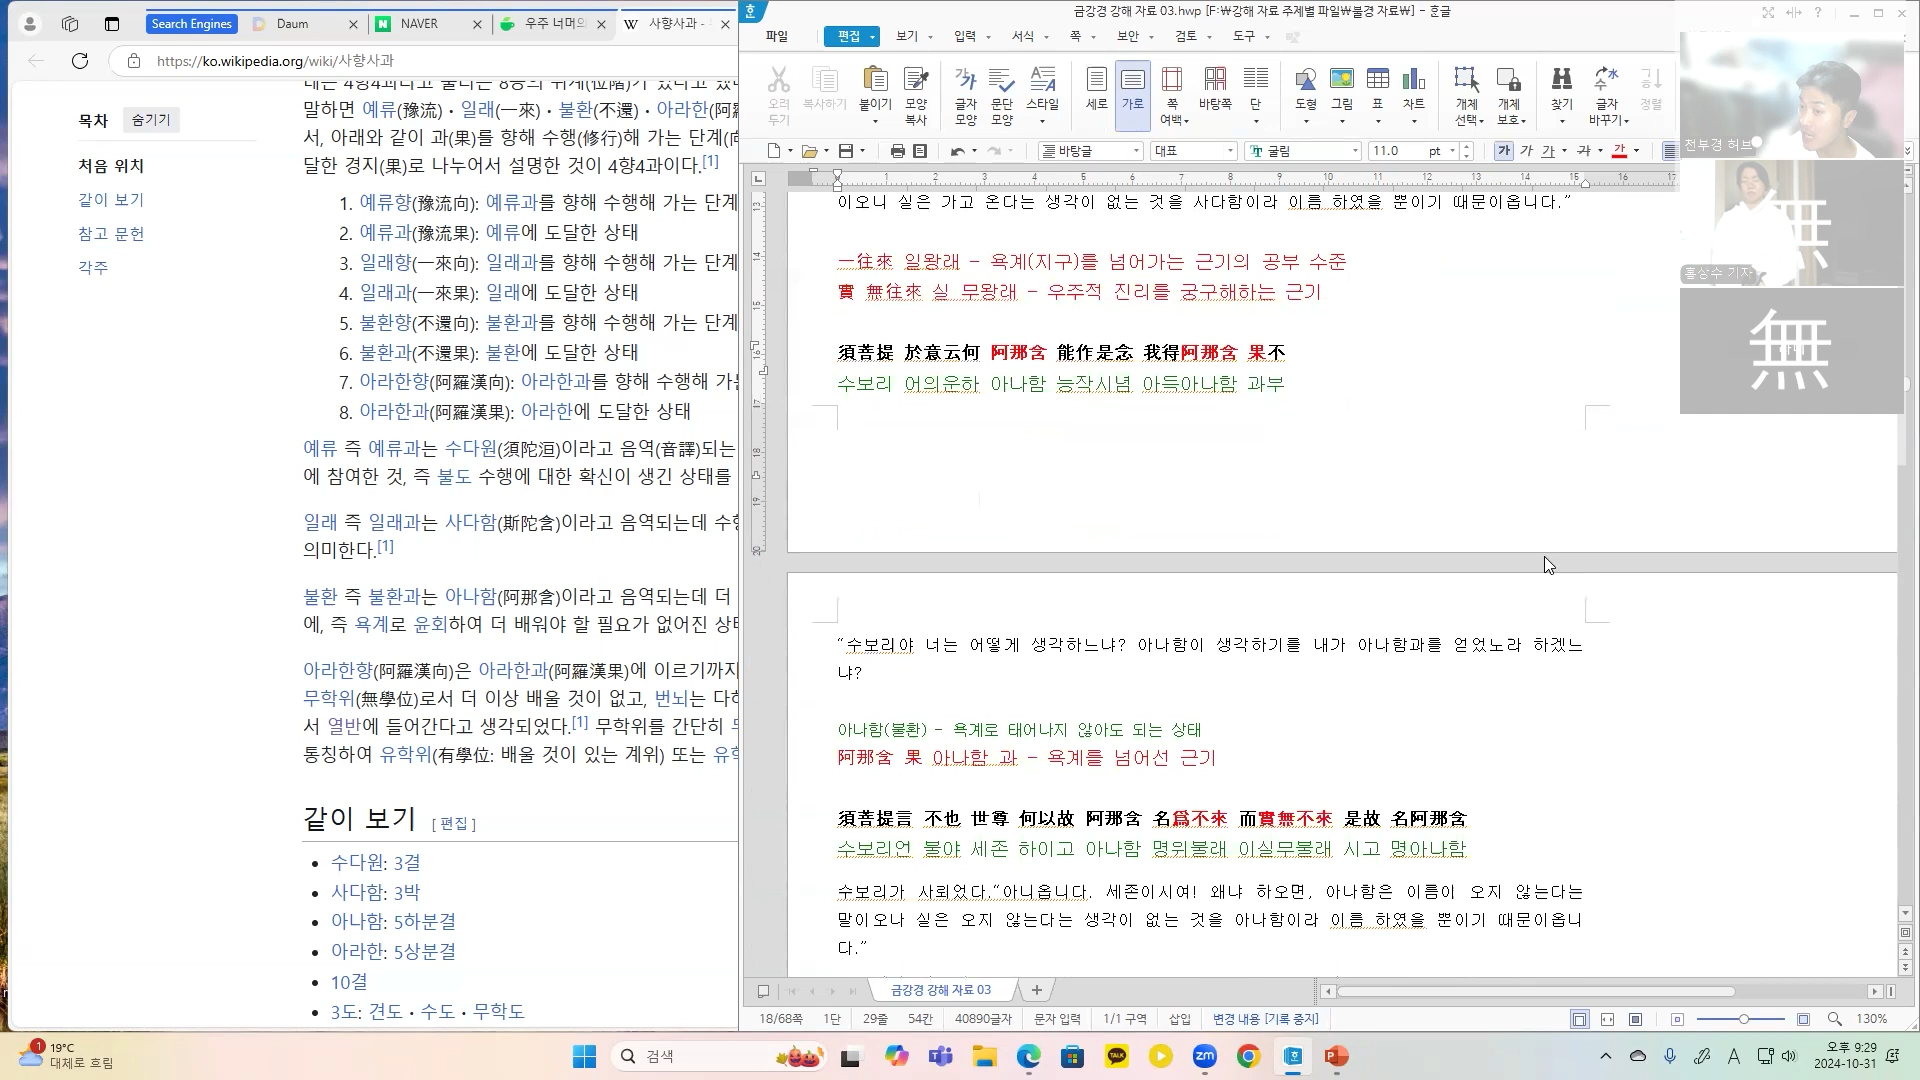 Search Engines
Daum
NAVER
우주 너머의
사향사과 -
https://ko.wikipedia.org/wiki/사향사과
목차
숨기기
처음 위치
같이 보기
참고 문헌
각주
말하면 예류(豫流)・일래(一來)・불환(不還)・아라한(阿羅
서, 아래와 같이 과(果)를 향해 수행(修行)해 가는 단계(向
달한 경지(果)로 나누어서 설명한 것이 4향4과이다.[1]
1. 예류향(豫流向): 예류과를 향해 수행해 가는 단계
2. 예류과(豫流果): 예류에 도달한 상태
3. 일래향(一來向): 일래과를 향해 수행해 가는 단계
4. 일래과(一來果): 일래에 도달한 상태
5. 불환향(不還向): 불환과를 향해 수행해 가는 단계
6. 불환과(不還果): 불환에 도달한 상태
7. 아라한향(阿羅漢向): 아라한과를 향해 수행해 가는
8. 아라한과(阿羅漢果): 아라한에 도달한 상태
예류 즉 예류과는 수다원(須陀洹)이라고 음역(音譯)되는
에 참여한 것, 즉 불도 수행에 대한 확신이 생긴 상태를
일래 즉 일래과는 사다함(斯陀含)이라고 음역되는데 수행
의미한다.[1]
불환 즉 불환과는 아나함(阿那含)이라고 음역되는데 더
에, 즉 욕계로 윤회하여 더 배워야 할 필요가 없어진 상태
아라한향(阿羅漢向)은 아라한과(阿羅漢果)에 이르기까지
무학위(無學位)로서 더 이상 배울 것이 없고, 번뇌는 다하
서 열반에 들어간다고 생각되었다.[1] 무학위를 간단히
통칭하여 유학위(有學位: 배울 것이 있는 계위) 또는 유학
같이 보기 [ 편집 ]
• 수다원: 3결
• 사다함: 3박
• 아나함: 5하분결
• 아라한: 5상분결
• 10결
• 3도: 견도・수도・무학도
금강경 강해 자료 03.hwp [F:₩강해 자료 주제별 파일₩불경 자료₩] - 훈글
파일 편집 보기 입력 서식 쪽 보안 검토 도구
오려 두기 복사하기 붙이기 모양 복사 글자 모양 문단 모양 스타일 세로 가로 쪽 여백 바탕쪽 단 도형 그림 표 차트 개체 선택 개체 보호 찾기 글자 바꾸기 정렬
바탕글 대표 굴림 11.0 pt 가 가 가 가 가
이오니 실은 가고 온다는 생각이 없는 것을 사다함이라 이름 하였을 뿐이기 때문이옵니다.”
一往來 일왕래 - 욕계(지구)를 넘어가는 근기의 공부 수준
實 無往來 실 무왕래 - 우주적 진리를 궁구해하는 근기
須菩提 於意云何 阿那含 能作是念 我得阿那含 果不
수보리 어의운하 아나함 능작시념 아득아나함 과부
“수보리야 너는 어떻게 생각하느냐? 아나함이 생각하기를 내가 아나함과를 얻었노라 하겠느
냐?
아나함(불환) - 욕계로 태어나지 않아도 되는 상태
阿那含 果 아나함 과 - 욕계를 넘어선 근기
須菩提言 不也 世尊 何以故 阿那含 名爲不來 而實無不來 是故 名阿那含
수보리언 불야 세존 하이고 아나함 명위불래 이실무불래 시고 명아나함
수보리가 사뢰었다.“아니옵니다. 세존이시여! 왜냐 하오면, 아나함은 이름이 오지 않는다는
말이오나 실은 오지 않는다는 생각이 없는 것을 아나함이라 이름 하였을 뿐이기 때문이옵니
다.”
금강경 강해 자료 03
18/68쪽 1단 29줄 54칸 40890글자 문자 입력 1/1 구역 삽입 변경 내용 [기록 중지] 130%
천부경 허브
홍상수 기자
無
無
1
19°C
대체로 흐림
검색
TALK
zm
A
오후 9:29
2024-10-31